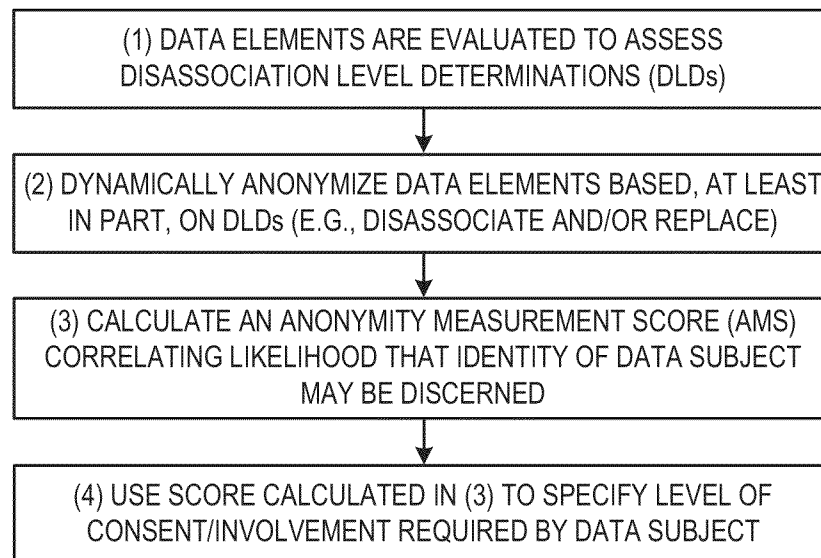 (1) DATA ELEMENTS ARE EVALUATED TO ASSESS
DISASSOCIATION LEVEL DETERMINATIONS (DLDs)
(2) DYNAMICALLY ANONYMIZE DATA ELEMENTS BASED, AT LEAST
IN PART, ON DLDs (E.G., DISASSOCIATE AND/OR REPLACE)
(3) CALCULATE AN ANONYMITY MEASUREMENT SCORE (AMS)
CORRELATING LIKELIHOOD THAT IDENTITY OF DATA SUBJECT
MAY BE DISCERNED
(4) USE SCORE CALCULATED IN (3) TO SPECIFY LEVEL OF
CONSENT/INVOLVEMENT REQUIRED BY DATA SUBJECT